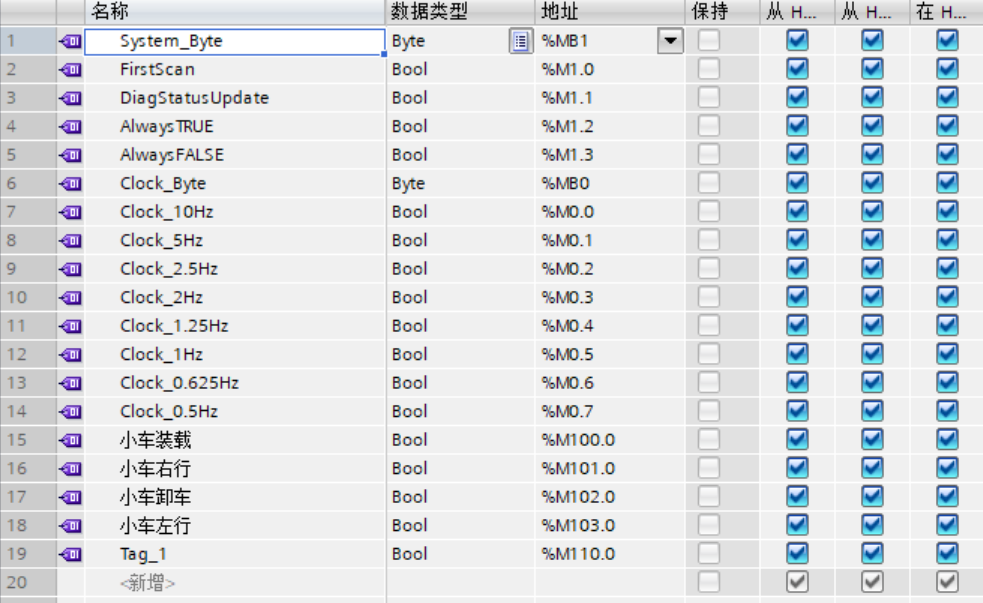 名称 数据类型 地址 保持 从 H... 从 H... 在 H...
1 System_Byte Byte %MB1
2 FirstScan Bool %M1.0
3 DiagStatusUpdate Bool %M1.1
4 AlwaysTRUE Bool %M1.2
5 AlwaysFALSE Bool %M1.3
6 Clock_Byte Byte %MB0
7 Clock_10Hz Bool %M0.0
8 Clock_5Hz Bool %M0.1
9 Clock_2.5Hz Bool %M0.2
10 Clock_2Hz Bool %M0.3
11 Clock_1.25Hz Bool %M0.4
12 Clock_1Hz Bool %M0.5
13 Clock_0.625Hz Bool %M0.6
14 Clock_0.5Hz Bool %M0.7
15 小车装载 Bool %M100.0
16 小车右行 Bool %M101.0
17 小车卸车 Bool %M102.0
18 小车左行 Bool %M103.0
19 Tag_1 Bool %M110.0
20 <新增>